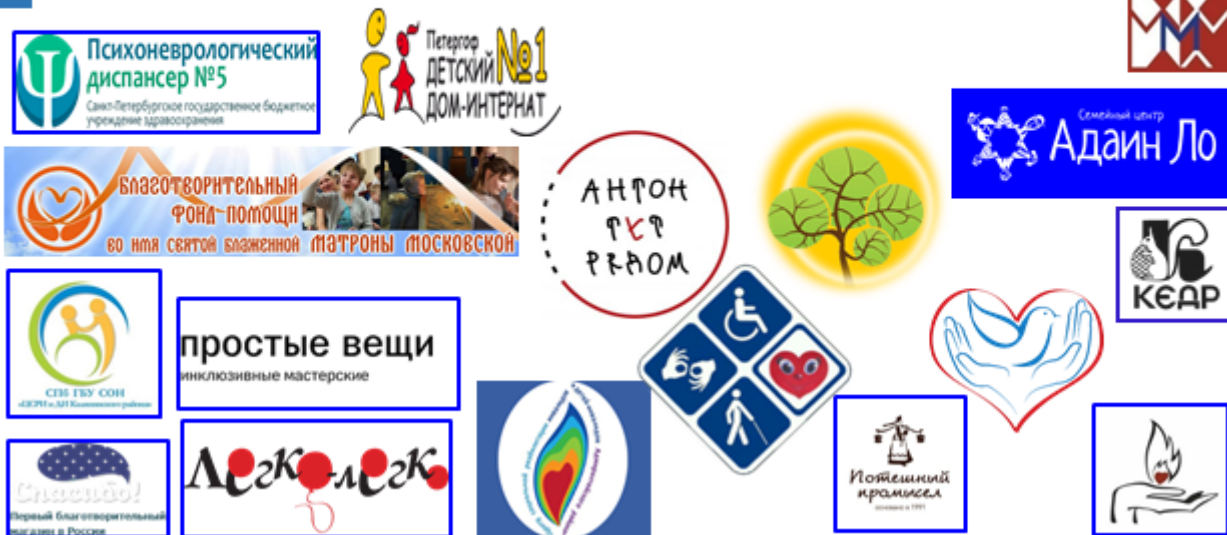 Психоневрологический
диспансер №5
Санкт-Петербургское государственное бюджетное
учреждение здравоохранения
Петергоф
ДЕТСКИЙ №1
ДОМ-ИНТЕРНАТ
Семейный центр
Адаин Ло
БЛАГОТВОРИТЕЛЬНЫЙ
ФОНД ПОМОЩИ
ВО ИМЯ СВЯТОЙ БЛАЖЕННОЙ МАТРОНЫ МОСКОВСКОЙ
АНТОН
ТУТ
РЯДОМ
КЕДР
СПб ГБУ СОН
простые вещи
инклюзивные мастерские
Легко-легко
Потешный
промысел
основано в 1991
Спасибо!
Первый благотворительный
магазин в России